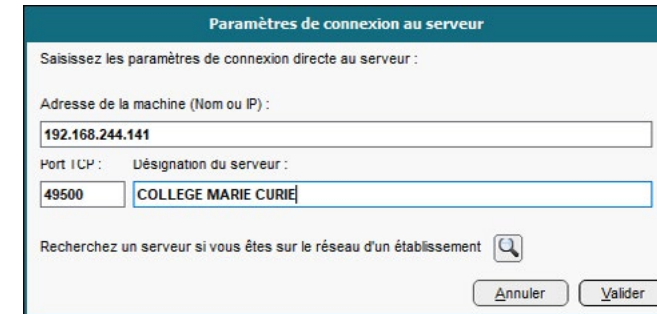 Paramètres de connexion au serveur
Saisissez les paramètres de connexion directe au serveur :
Adresse de la machine (Nom ou IP) :
192.168.244.141
Port TCP : Désignation du serveur :
49500 COLLEGE MARIE CURIE
Recherchez un serveur si vous êtes sur le réseau d'un établissement
Annuler Valider